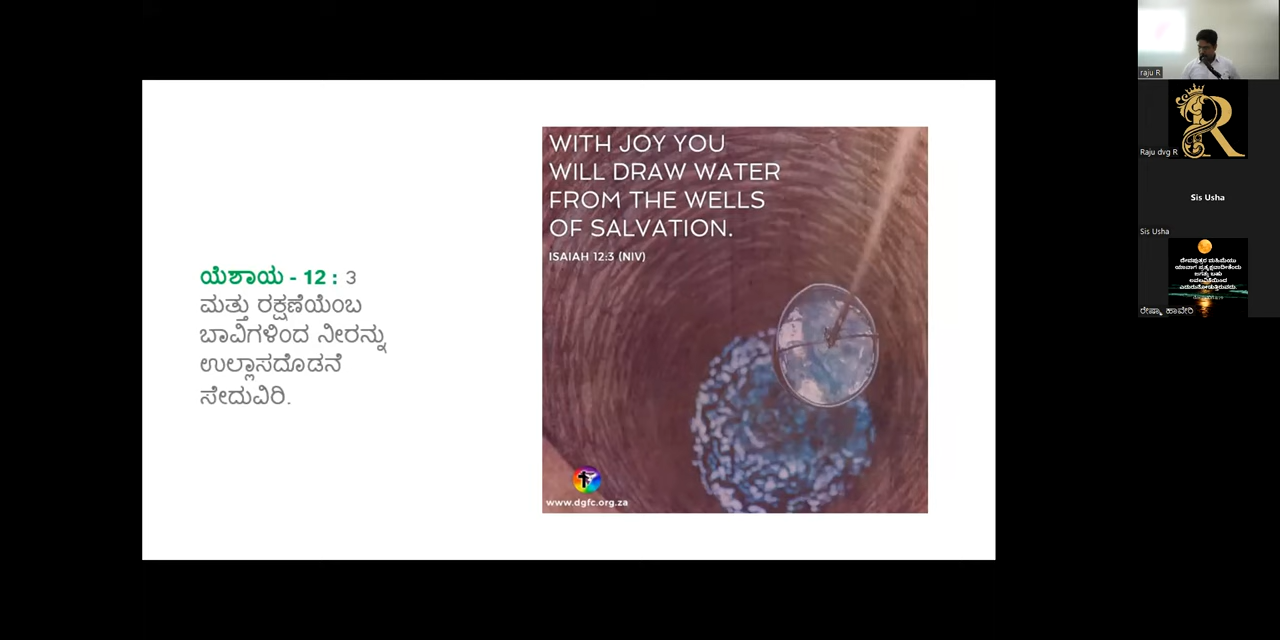 ಯೆಶಾಯ - 12 : 3
ಮತ್ತು ರಕ್ಷಣೆಯೆಂಬ
ಬಾವಿಗಳಿಂದ ನೀರನ್ನು
ಉಲ್ಲಾಸದೊಡನೆ
ಸೇದುವಿರಿ.
WITH JOY YOU
WILL DRAW WATER
FROM THE WELLS
OF SALVATION.
ISAIAH 12:3 (NIV)
www.dgfc.org.za
raju R
R
Raju dvg R
Sis Usha
Sis Usha
ರೇಷ್ಮಾ ಹಾವೇರಿ